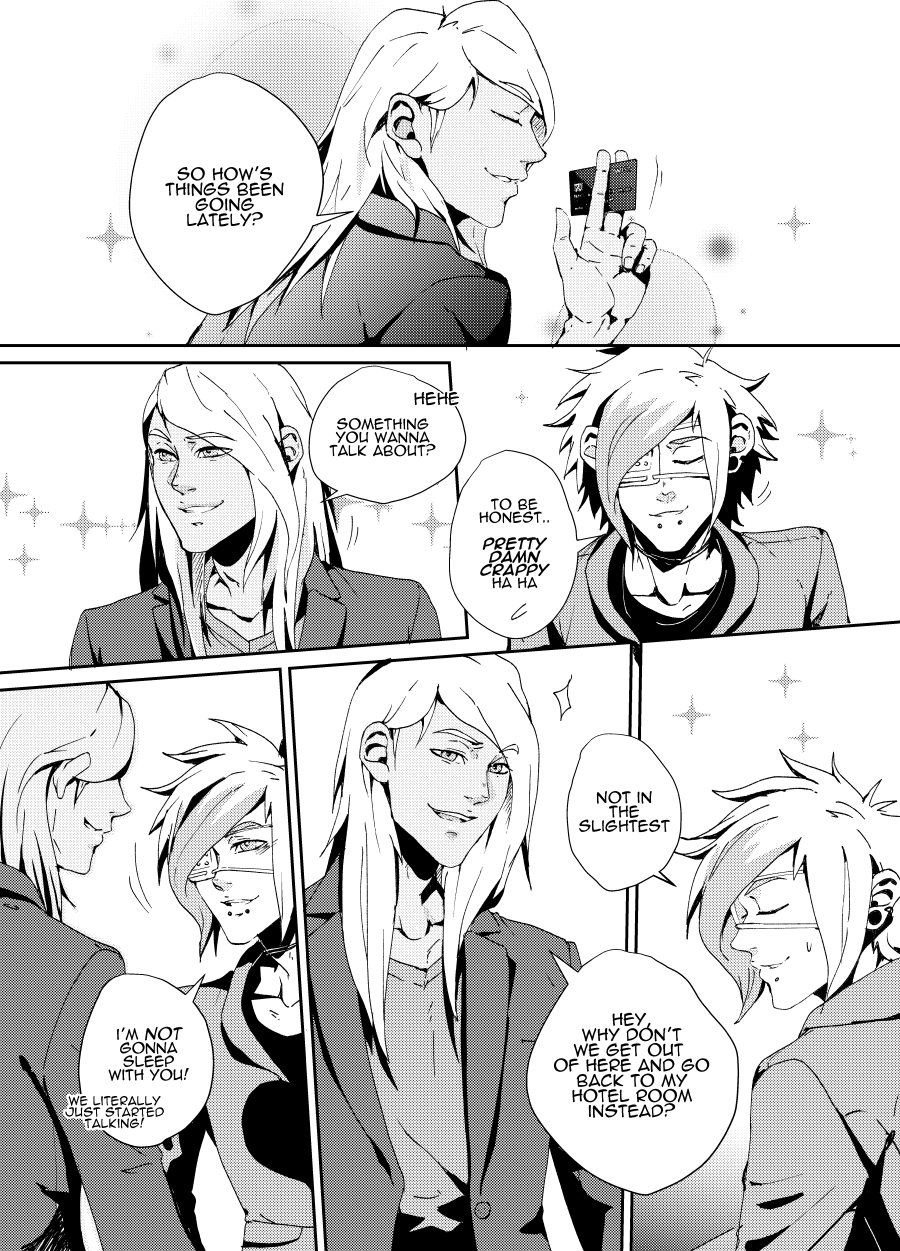 SO HOW'S
THINGS BEEN
GOING
LATELY?
TO BE
HONEST..
PRETTY
DAMN
CRAPPY
HA HA
HEHE
SOMETHING
YOU WANNA
TALK ABOUT?
NOT IN
THE
SLIGHTEST
HEY,
WHY DON'T
WE GET OUT
OF HERE AND GO
BACK TO MY
HOTEL ROOM
INSTEAD?
I'M NOT
GONNA
SLEEP
WITH YOU!
WE LITERALLY
JUST STARTED
TALKING!